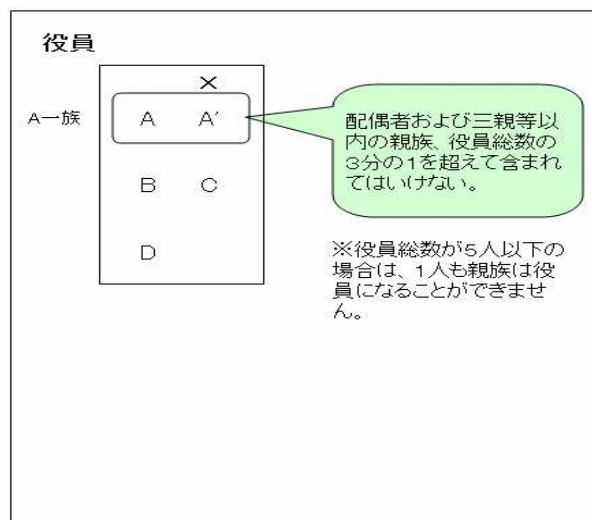 役員
×
A一族
A A′
B C
D
配偶者および三親等以
内の親族、役員総数の
3分の1を超えて含まれ
てはいけない。
※役員総数が5人以下の
場合は、1人も親族は役
員になることができませ
ん。